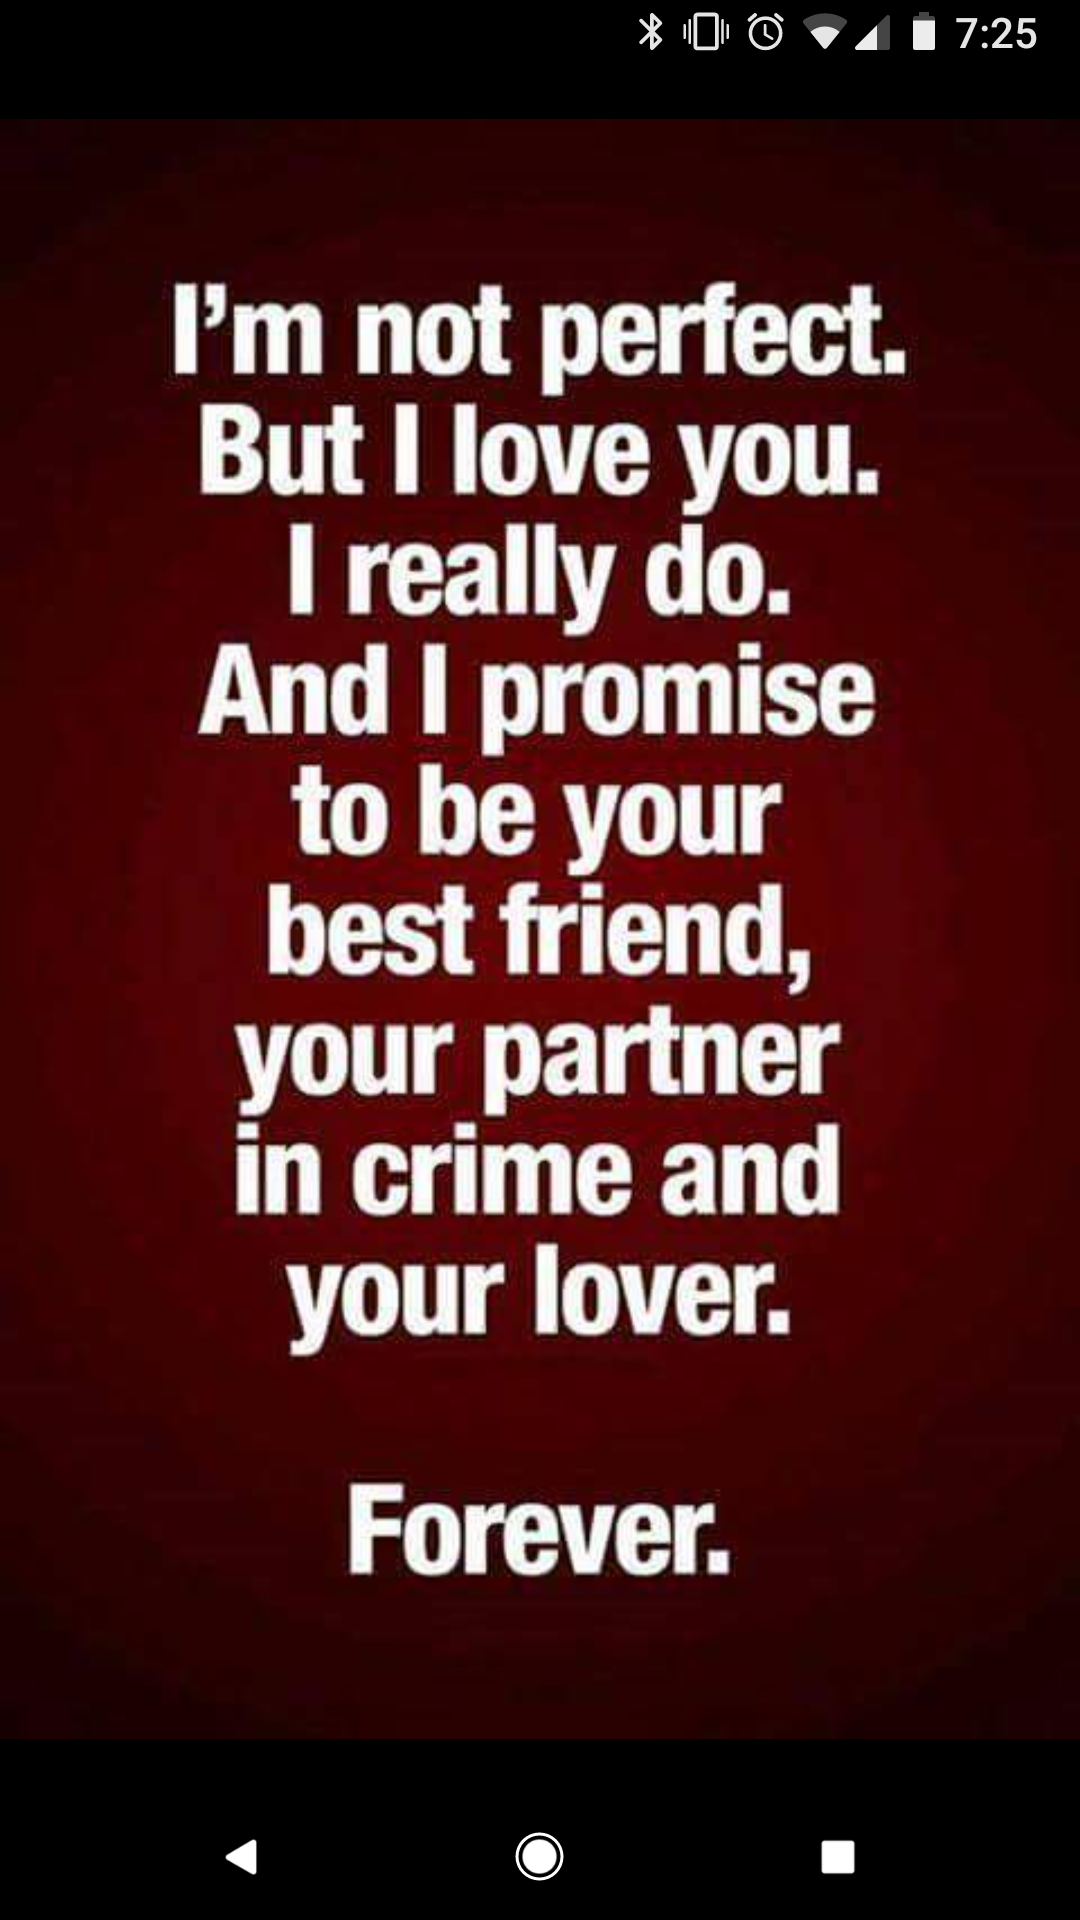 7:25
I’m not perfect.
But I love you.
I really do.
And I promise
to be your
best friend,
your partner
in crime and
your lover.
Forever.